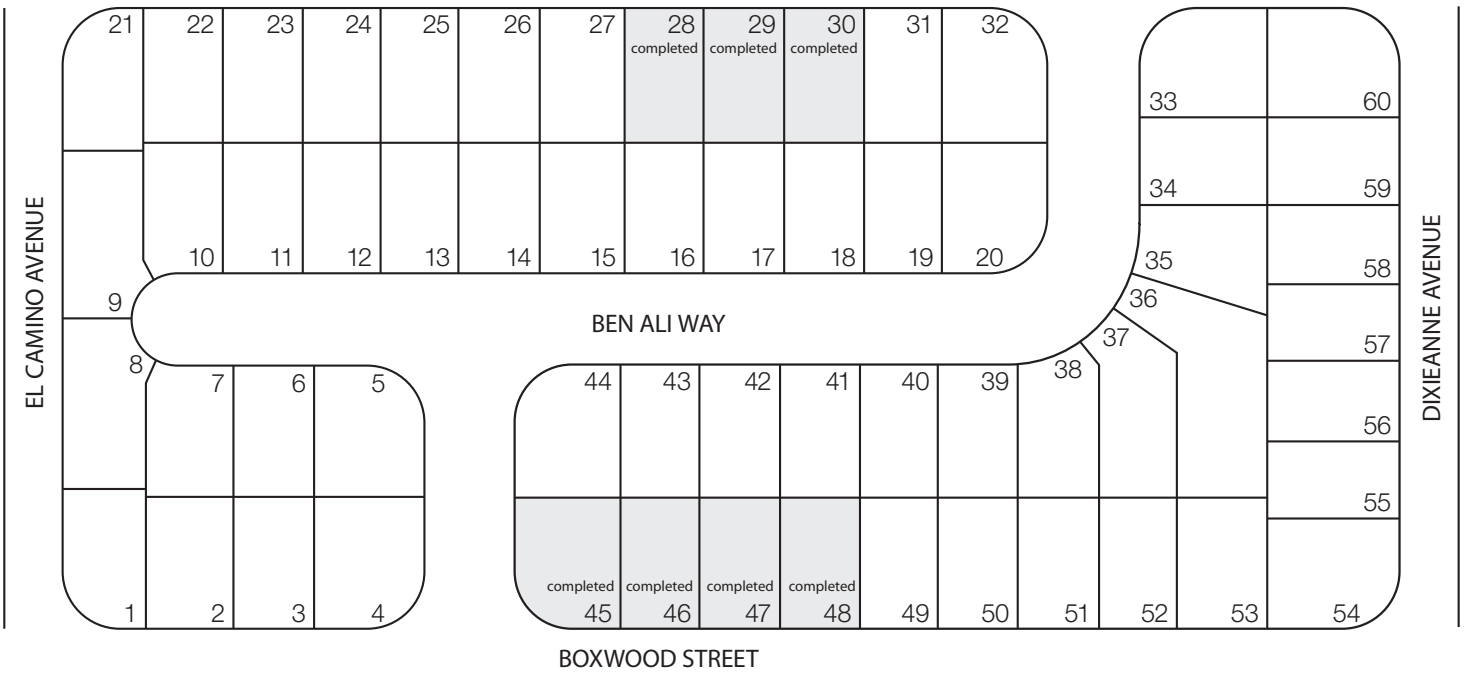 21 22 23 24 25 26 27 28 29 30 31 32
completed completed completed
33 60
34 59
EL CAMINO AVENUE
DIXIEANNE AVENUE
10 11 12 13 14 15 16 17 18 19 20
35 58
36
9
BEN ALI WAY
37 57
8
38
7 6 5
44 43 42 41 40 39
56
55
completed completed completed completed
1 2 3 4
45 46 47 48 49 50 51 52 53 54
BOXWOOD STREET